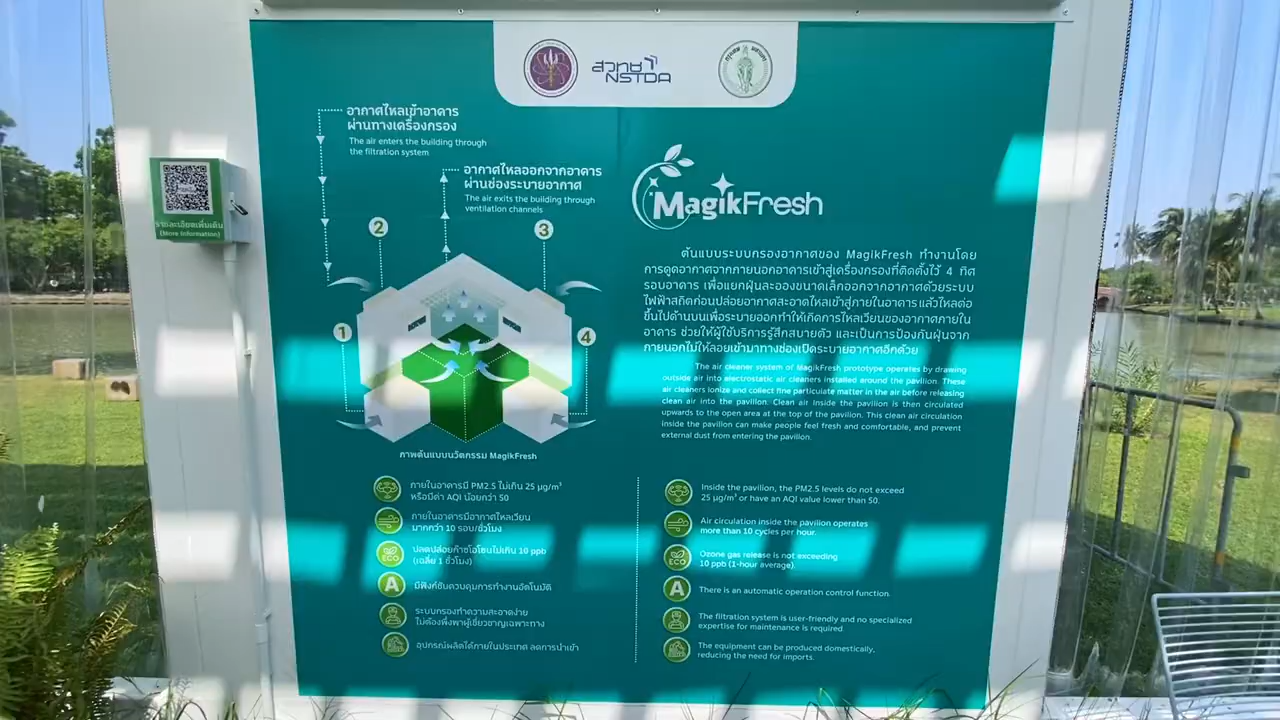 สวทช
NSTDA
กรุงเทพมหานคร
อากาศไหลเข้าอาคาร
ผ่านทางเครื่องกรอง
The air enters the building through
the filtration system
อากาศไหลออกจากอาคาร
ผ่านช่องระบายอากาศ
The air exits the building through
ventilation channels
รายละเอียดเพิ่มเติม
(More Information)
1
2
3
4
ภาพต้นแบบนวัตกรรม MagikFresh
MagikFresh
ต้นแบบระบบกรองอากาศของ MagikFresh ทำงานโดย
การดูดอากาศจากภายนอกอาคารเข้าสู่เครื่องกรองที่ติดตั้งไว้ 4 ทิศ
รอบอาคาร เพื่อแยกฝุ่นละอองขนาดเล็กออกจากอากาศด้วยระบบ
ไฟฟ้าสถิตก่อนปล่อยอากาศสะอาดไหลเข้าสู่ภายในอาคารแล้วไหลต่อ
ขึ้นไปด้านบนเพื่อระบายออกทำให้เกิดการไหลเวียนของอากาศภายใน
อาคาร ช่วยให้ผู้ใช้บริการรู้สึกสบายตัว และเป็นการป้องกันฝุ่นจาก
ภายนอกไม่ให้ลอยเข้ามาทางช่องเปิดระบายอากาศอีกด้วย
The air cleaner system of MagikFresh prototype operates by drawing
outside air into electrostatic air cleaners installed around the pavilion. These
air cleaners ionize and collect fine particulate matter in the air before releasing
clean air into the pavilion. Clean air inside the pavilion is then circulated
upwards to the open area at the top of the pavilion. This clean air circulation
inside the pavilion can make people feel fresh and comfortable, and prevent
external dust from entering the pavilion.
ภายในอาคารมี PM2.5 ไม่เกิน 25 µg/m³
หรือมีค่า AQI น้อยกว่า 50
ภายในอาคารมีอากาศไหลเวียน
มากกว่า 10 รอบ/ชั่วโมง
ECO
ปลดปล่อยก๊าซโอโซนไม่เกิน 10 ppb
(เฉลี่ย 1 ชั่วโมง)
A
มีฟังก์ชันควบคุมการทำงานอัตโนมัติ
ระบบกรองทำความสะอาดง่าย
ไม่ต้องพึ่งพาผู้เชี่ยวชาญเฉพาะทาง
อุปกรณ์ผลิตได้ภายในประเทศ ลดการนำเข้า
Inside the pavilion, the PM2.5 levels do not exceed
25 µg/m³ or have an AQI value lower than 50.
Air circulation inside the pavilion operates
more than 10 cycles per hour.
ECO
Ozone gas release is not exceeding
10 ppb (1-hour average).
A
There is an automatic operation control function.
The filtration system is user-friendly and no specialized
expertise for maintenance is required
The equipment can be produced domestically,
reducing the need for imports.